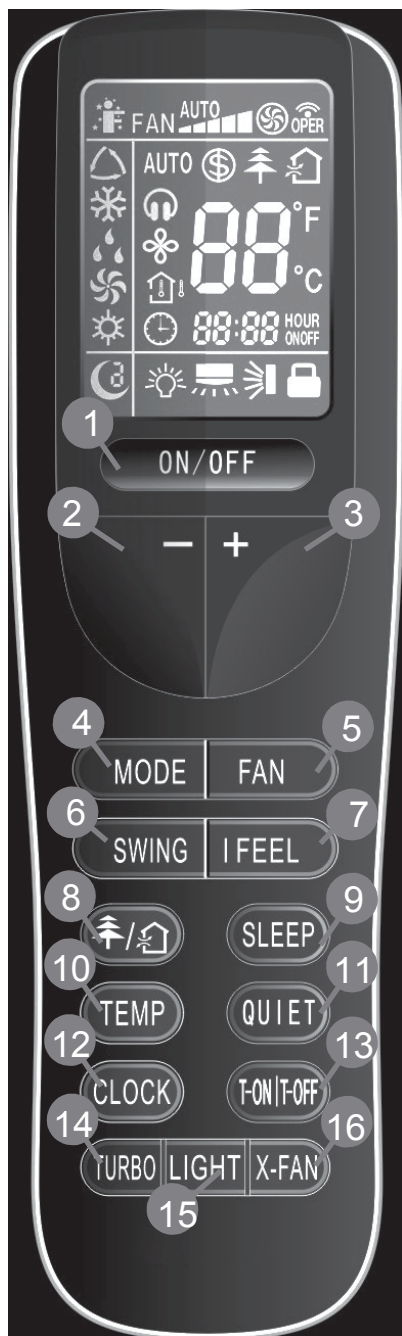 AUTO
FAN
OPER
AUTO
88
°F
°C
88:88 HOUR
ONOFF
1
ON/OFF
2 3
− +
4 5
MODE FAN
6 7
SWING I FEEL
8 9
/ SLEEP
10 11
TEMP QUIET
12 13
CLOCK T-ON|T-OFF
14 16
TURBO LIGHT X-FAN
15